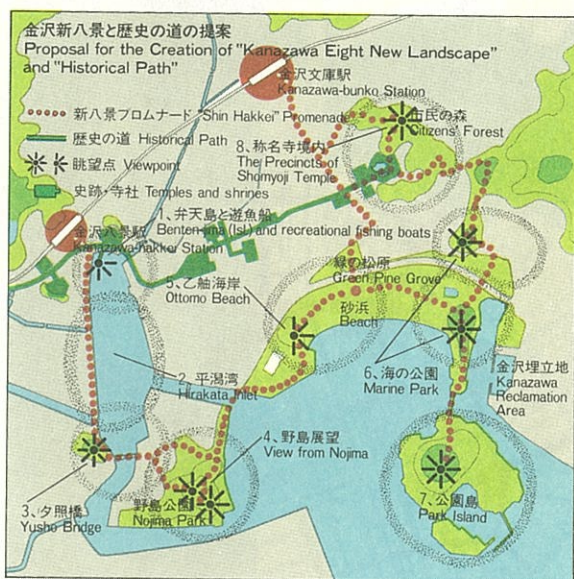 金沢新八景と歴史の道の提案
Proposal for the Creation of "Kanazawa Eight New Landscape"
and "Historical Path"
金沢文庫駅
Kanazawa-bunko Station
新八景プロムナード "Shin Hakkei" Promenade
歴史の道 Historical Path
眺望点 Viewpoint
史跡・寺社 Temples and shrines
市民の森
Citizens' Forest
8、称名寺境内
The Precincts of
Shomyoji Temple
金沢八景駅
Kanazawa-hakkei Station
1、弁天島と遊魚船
Benten-jima (Isl.) and recreational fishing boats
緑の松原
Green Pine Grove
5、乙舳海岸
Ottomo Beach
砂浜
Beach
2、平潟湾
Hirakata Inlet
6、海の公園
Marine Park
金沢埋立地
Kanazawa
Reclamation
Area
4、野島展望
View from Nojima
3、夕照橋
Yusho Bridge
野島公園
Nojima Park
7、公園島
Park Island